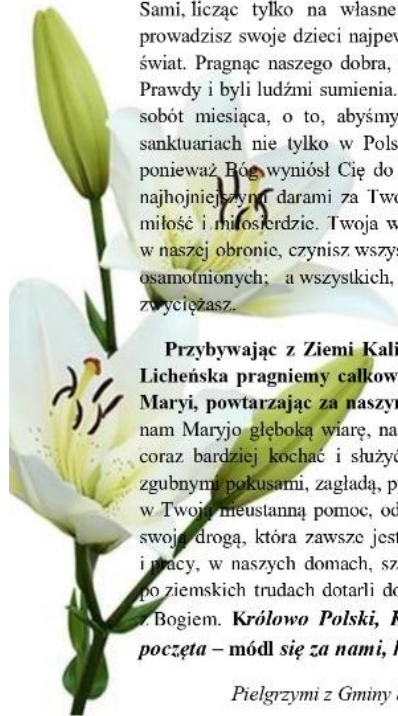 Sami, licząc tylko na własne
prowadzisz swoje dzieci najpew
świat. Pragnąc naszego dobra,
Prawdy i byli ludźmi sumienia.
sobót miesiąca, o to, abyśmy
sanktuariach nie tylko w Pols
ponieważ Bóg wyniósł Cię do
najhojniejszymi darami za Two
miłość i miłosierdzie. Twoja w
w naszej obronie, czynisz wszys
osamotnionych; a wszystkich,
zwyciężasz.
Przybywając z Ziemi Kali
Licheńska pragniemy całkow
Maryi, powtarzając za naszyr
nam Maryjo głęboką wiarę, na
coraz bardziej kochać i służyć
zgubnymi pokusami, zagładą, p
w Twoją nieustanną pomoc, od
swoją drogą, która zawsze jest
i pracy, w naszych domach, sz
po ziemskich trudach dotarli do
z Bogiem. Królowo Polski, K
poczęta – módl się za nami, k
Pielgrzymi z Gminy